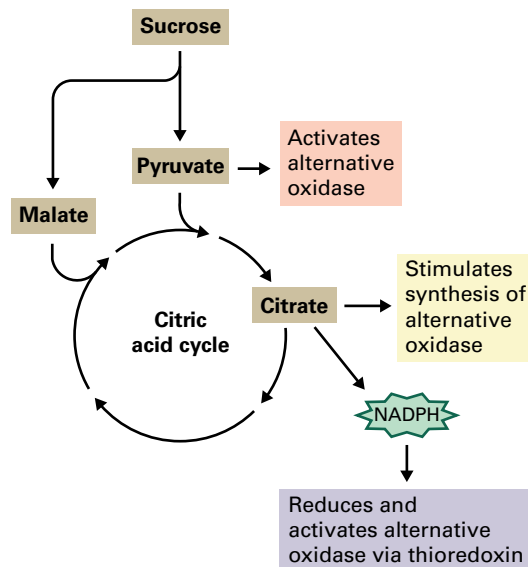 Sucrose
Pyruvate
Activates
alternative
oxidase
Malate
Citric
acid cycle
Citrate
Stimulates
synthesis of
alternative
oxidase
NADPH
Reduces and
activates alternative
oxidase via thioredoxin